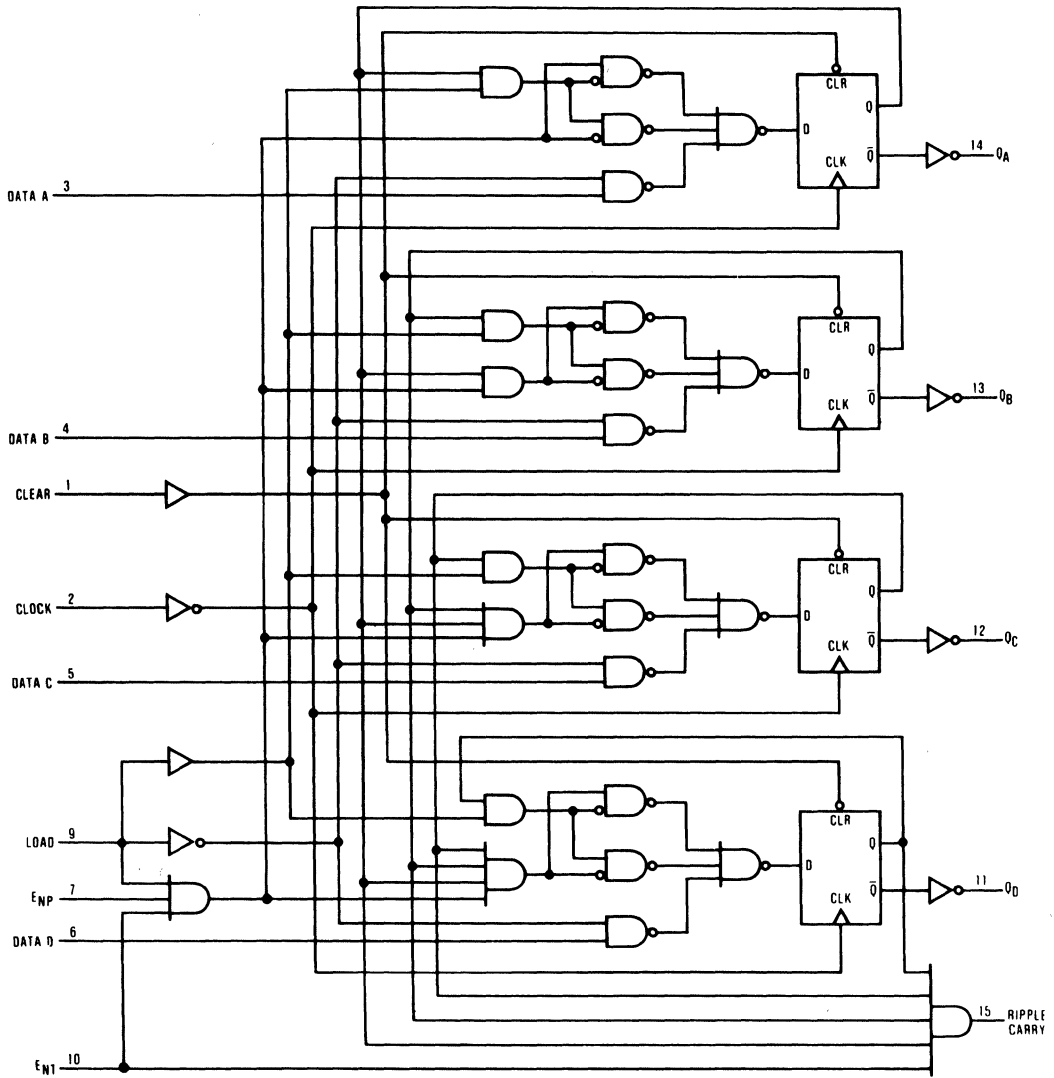 CLR
Q
D
Q̅
14
QA
CLK
3
DATA A
CLR
Q
D
Q̅
13
QB
CLK
4
DATA B
1
CLEAR
CLR
Q
2
CLOCK
D
Q̅
12
QC
CLK
5
DATA C
CLR
9
LOAD
Q
D
7
ENP
Q̅
11
QD
CLK
6
DATA D
15
RIPPLE
CARRY
10
ENT